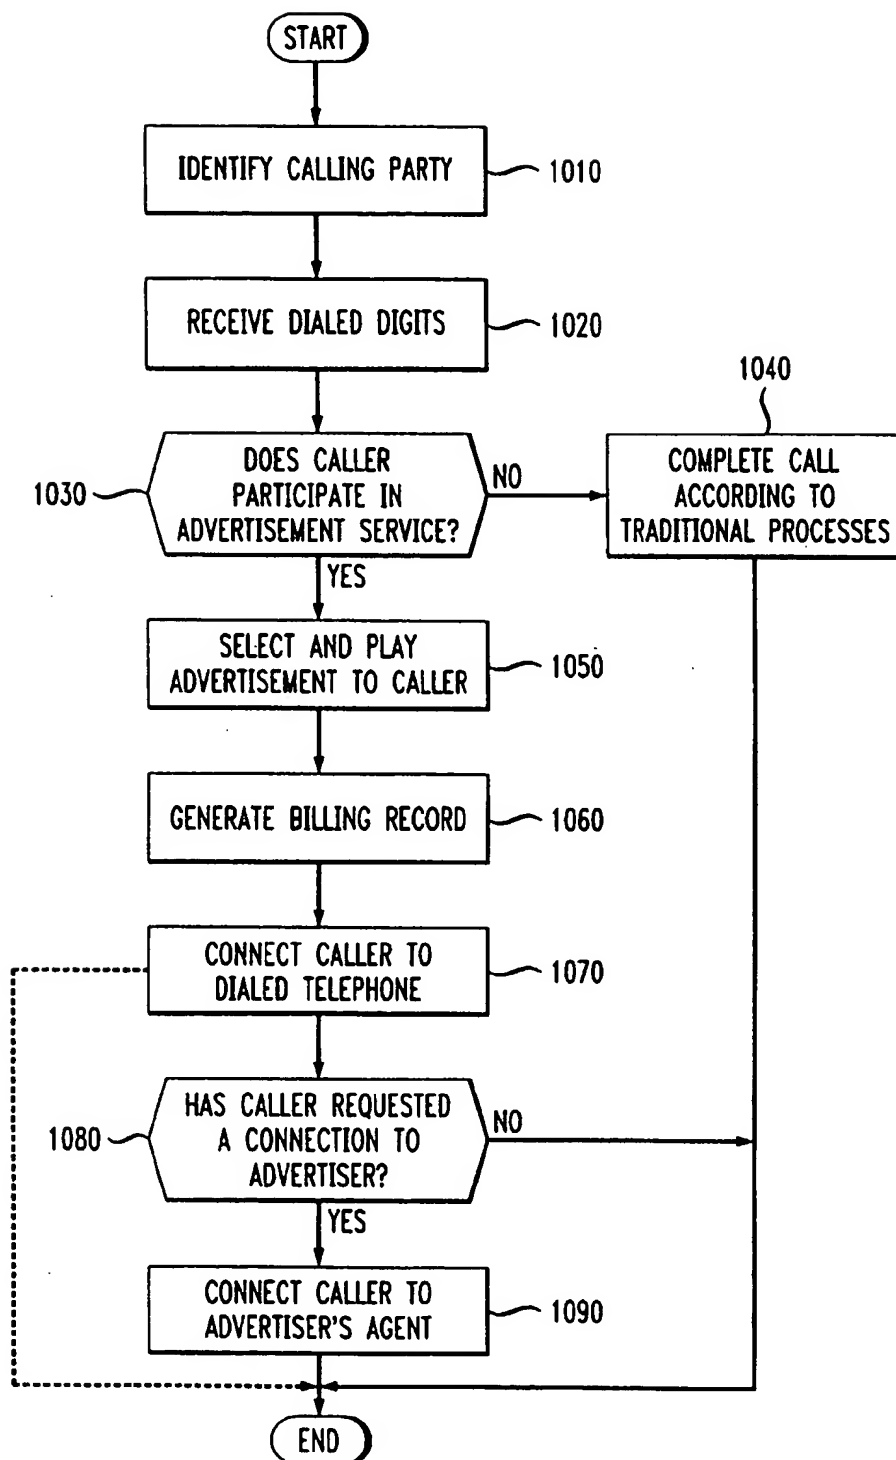 START
IDENTIFY CALLING PARTY
1010
RECEIVE DIALED DIGITS
1020
1030
DOES CALLER
PARTICIPATE IN
ADVERTISEMENT SERVICE?
NO
YES
1040
COMPLETE CALL
ACCORDING TO
TRADITIONAL PROCESSES
SELECT AND PLAY
ADVERTISEMENT TO CALLER
1050
GENERATE BILLING RECORD
1060
CONNECT CALLER TO
DIALED TELEPHONE
1070
1080
HAS CALLER REQUESTED
A CONNECTION TO
ADVERTISER?
NO
YES
CONNECT CALLER TO
ADVERTISER'S AGENT
1090
END